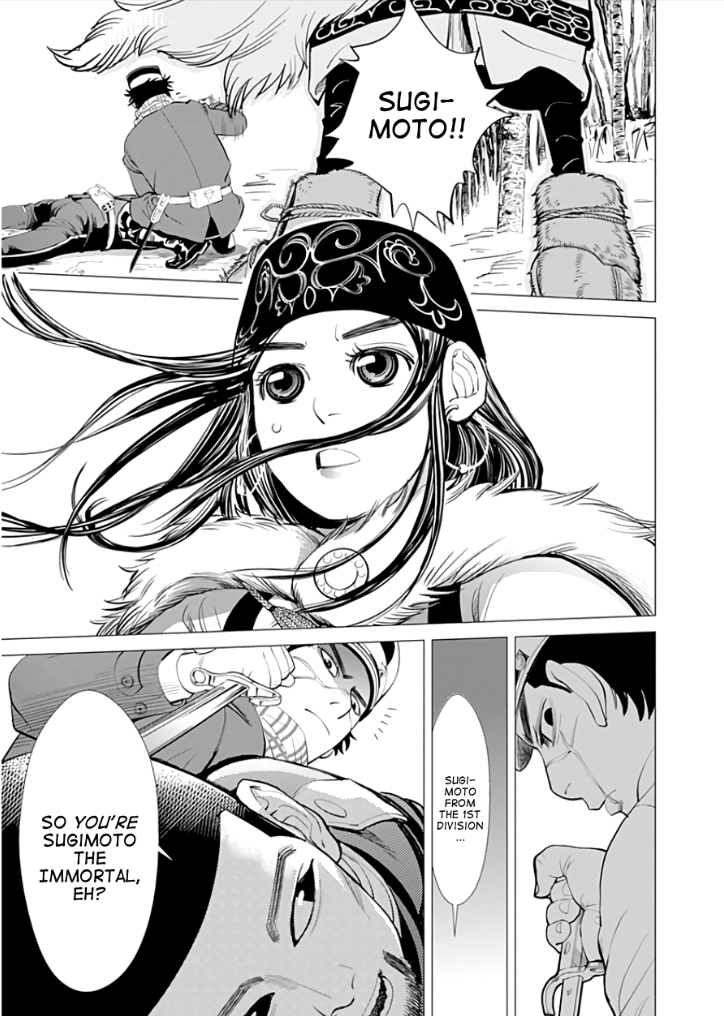 SUGI-
MOTO!!
SUGI-
MOTO
FROM
THE 1ST
DIVISION
...
SO YOU'RE
SUGIMOTO
THE
IMMORTAL,
EH?